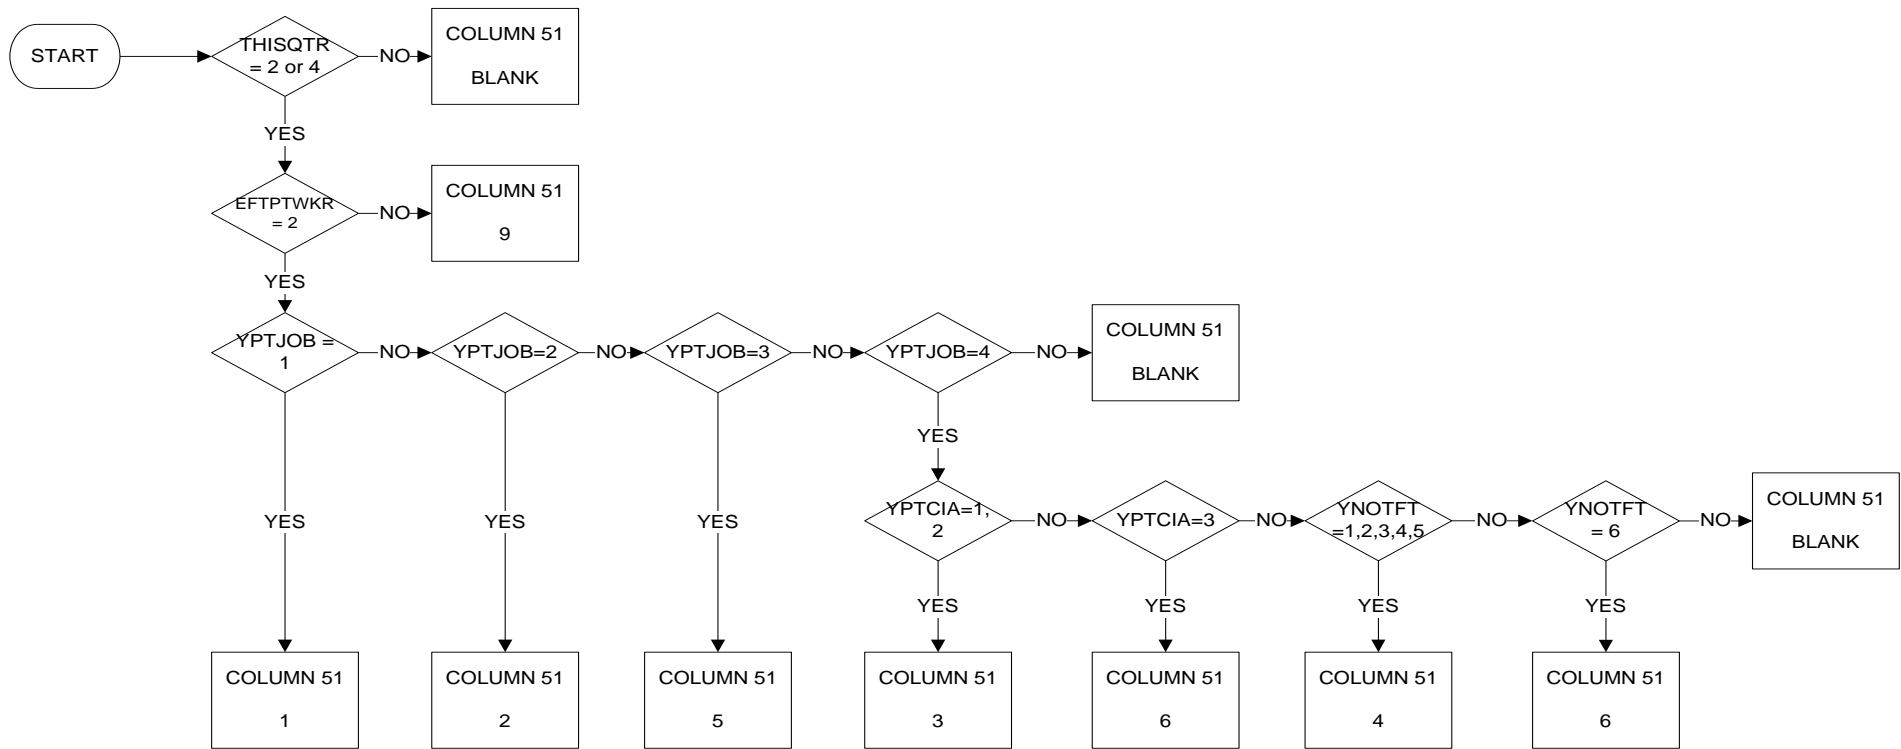 START
THISQTR
= 2 or 4
NO
COLUMN 51
BLANK
YES
EFTPTWKR
= 2
NO
COLUMN 51
9
YES
YPTJOB =
1
NO
YPTJOB=2
NO
YPTJOB=3
NO
YPTJOB=4
NO
COLUMN 51
BLANK
YES
YES
YES
YES
YPTCIA=1,
2
NO
YPTCIA=3
NO
YNOTFT
=1,2,3,4,5
NO
YNOTFT
= 6
NO
COLUMN 51
BLANK
YES
YES
YES
YES
COLUMN 51
1
COLUMN 51
2
COLUMN 51
5
COLUMN 51
3
COLUMN 51
6
COLUMN 51
4
COLUMN 51
6